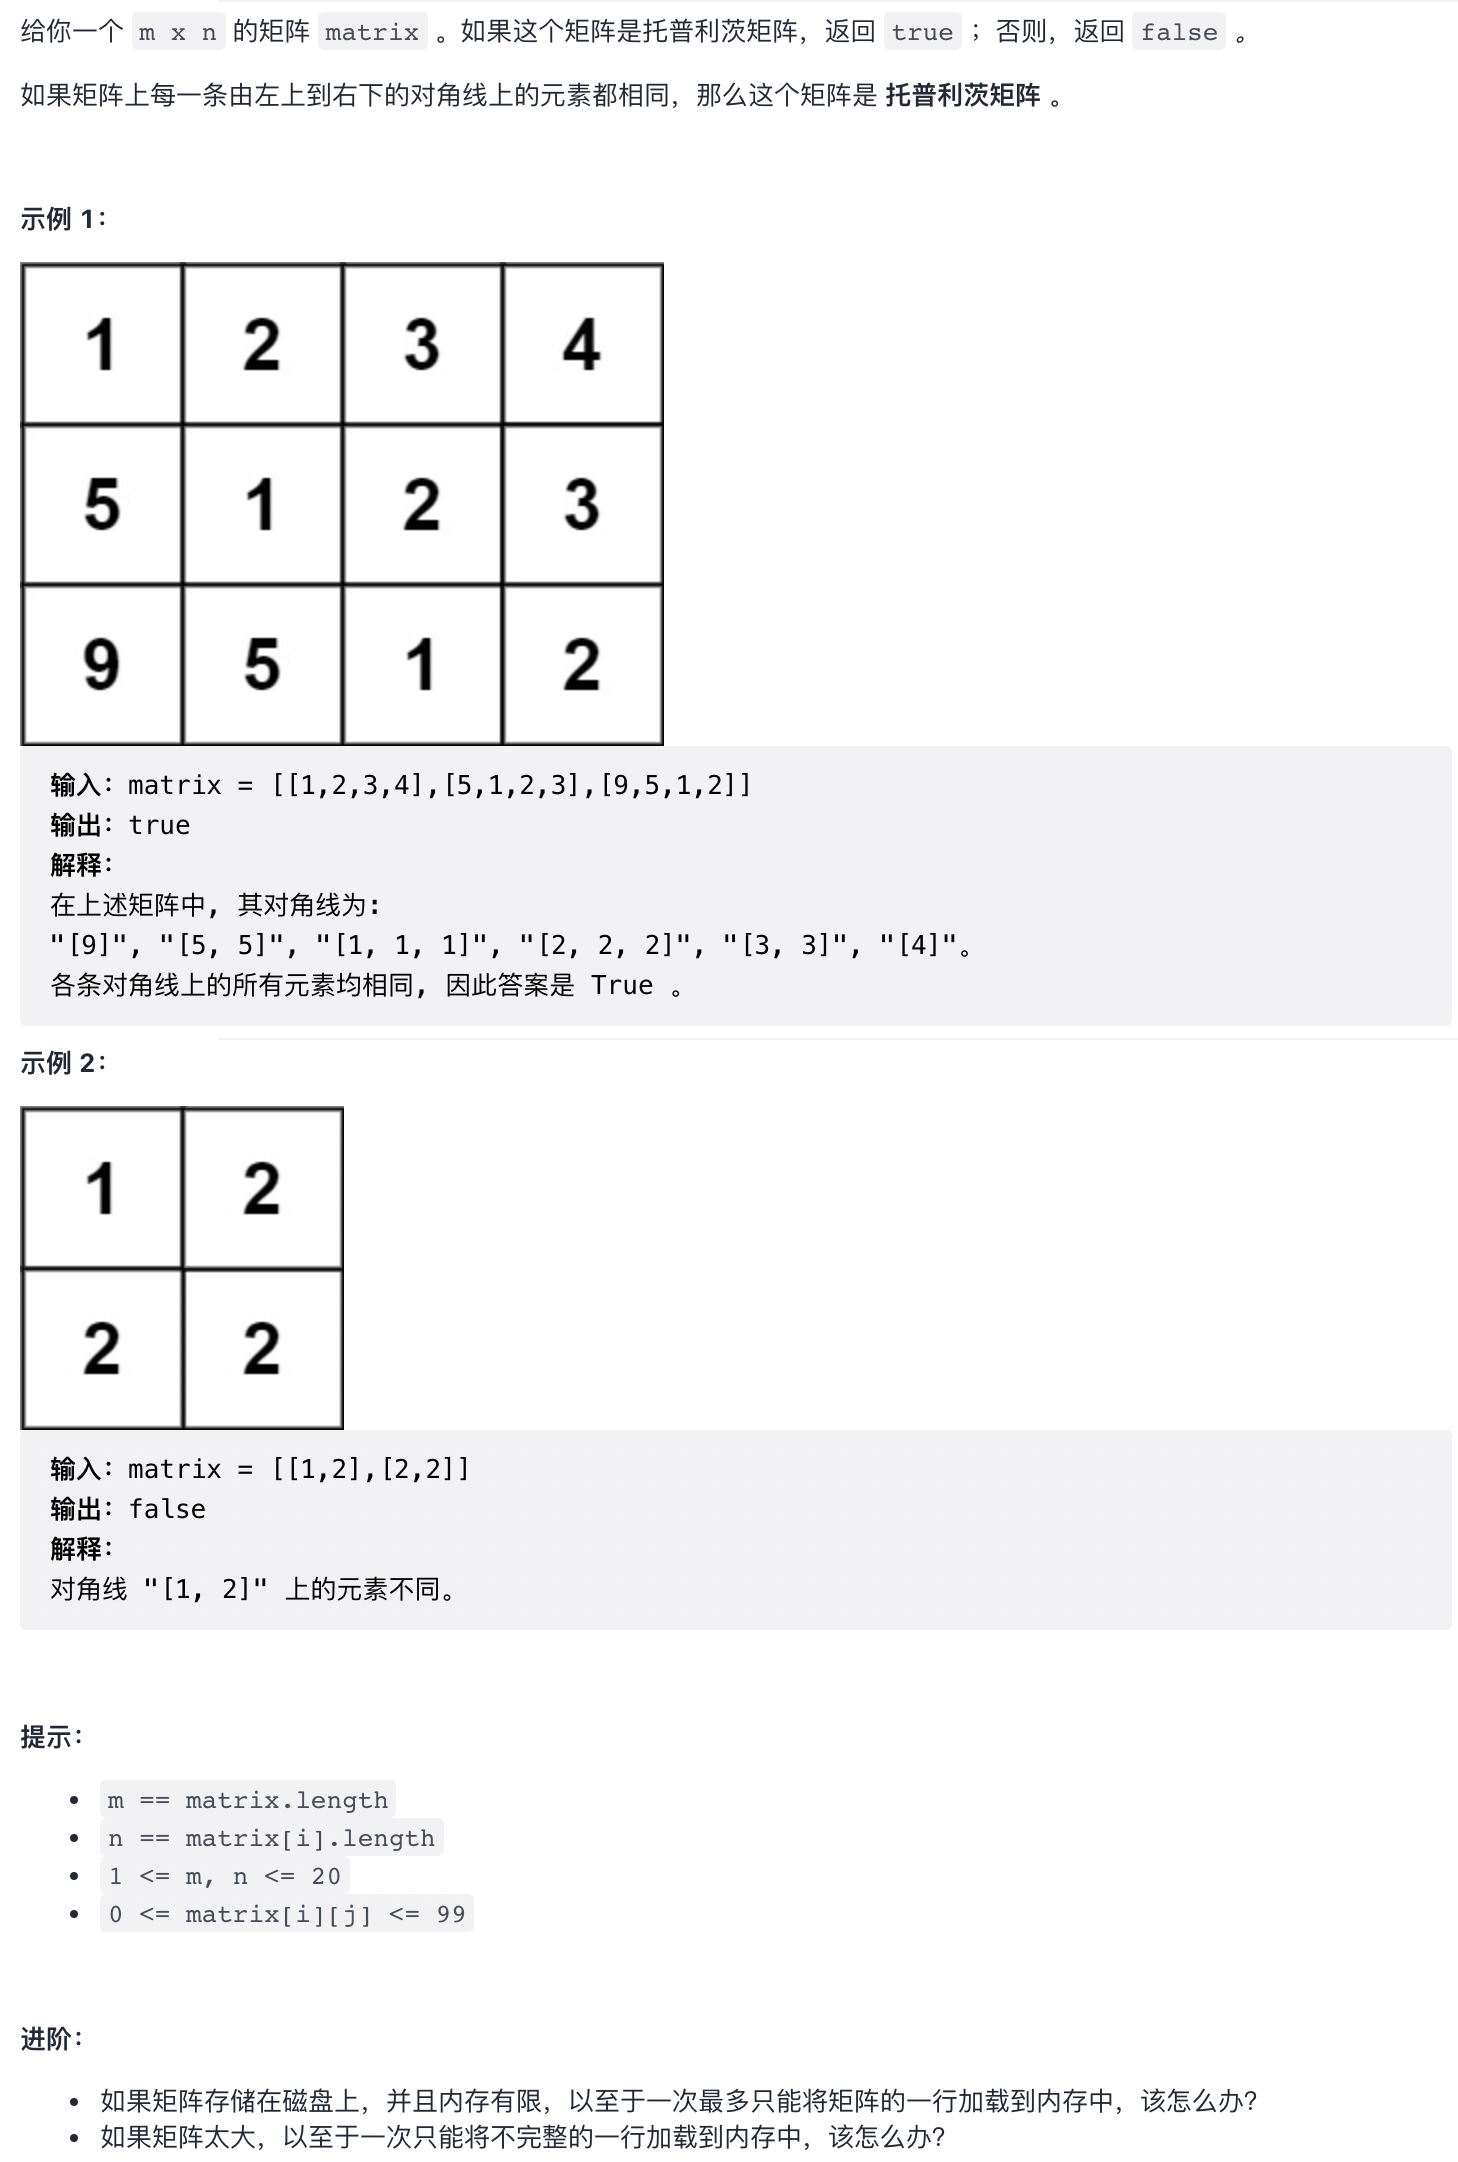 给你一个 m x n 的矩阵 matrix 。如果这个矩阵是托普利茨矩阵，返回 true ；否则，返回 false 。
如果矩阵上每一条由左上到右下的对角线上的元素都相同，那么这个矩阵是 托普利茨矩阵 。
示例 1：
1 2 3 4
5 1 2 3
9 5 1 2
输入：matrix = [[1,2,3,4],[5,1,2,3],[9,5,1,2]]
输出：true
解释：
在上述矩阵中, 其对角线为:
"[9]", "[5, 5]", "[1, 1, 1]", "[2, 2, 2]", "[3, 3]", "[4]"。
各条对角线上的所有元素均相同, 因此答案是 True 。
示例 2：
1 2
2 2
输入：matrix = [[1,2],[2,2]]
输出：false
解释：
对角线 "[1, 2]" 上的元素不同。
提示：
• m == matrix.length
• n == matrix[i].length
• 1 <= m, n <= 20
• 0 <= matrix[i][j] <= 99
进阶：
• 如果矩阵存储在磁盘上，并且内存有限，以至于一次最多只能将矩阵的一行加载到内存中，该怎么办？
• 如果矩阵太大，以至于一次只能将不完整的一行加载到内存中，该怎么办？